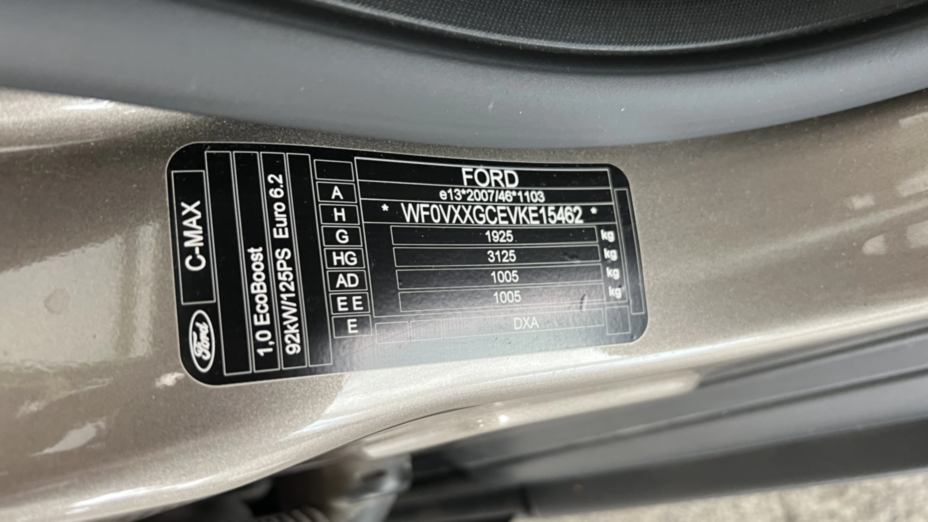 FORD
A e13*2007/46*1103
H * WF0VXXGCEVKE15462 *
G 1925 kg
HG 3125 kg
AD 1005 kg
EE 1005 kg
E DXA
C-MAX
Ford
1,0 EcoBoost
92kW/125PS Euro 6.2